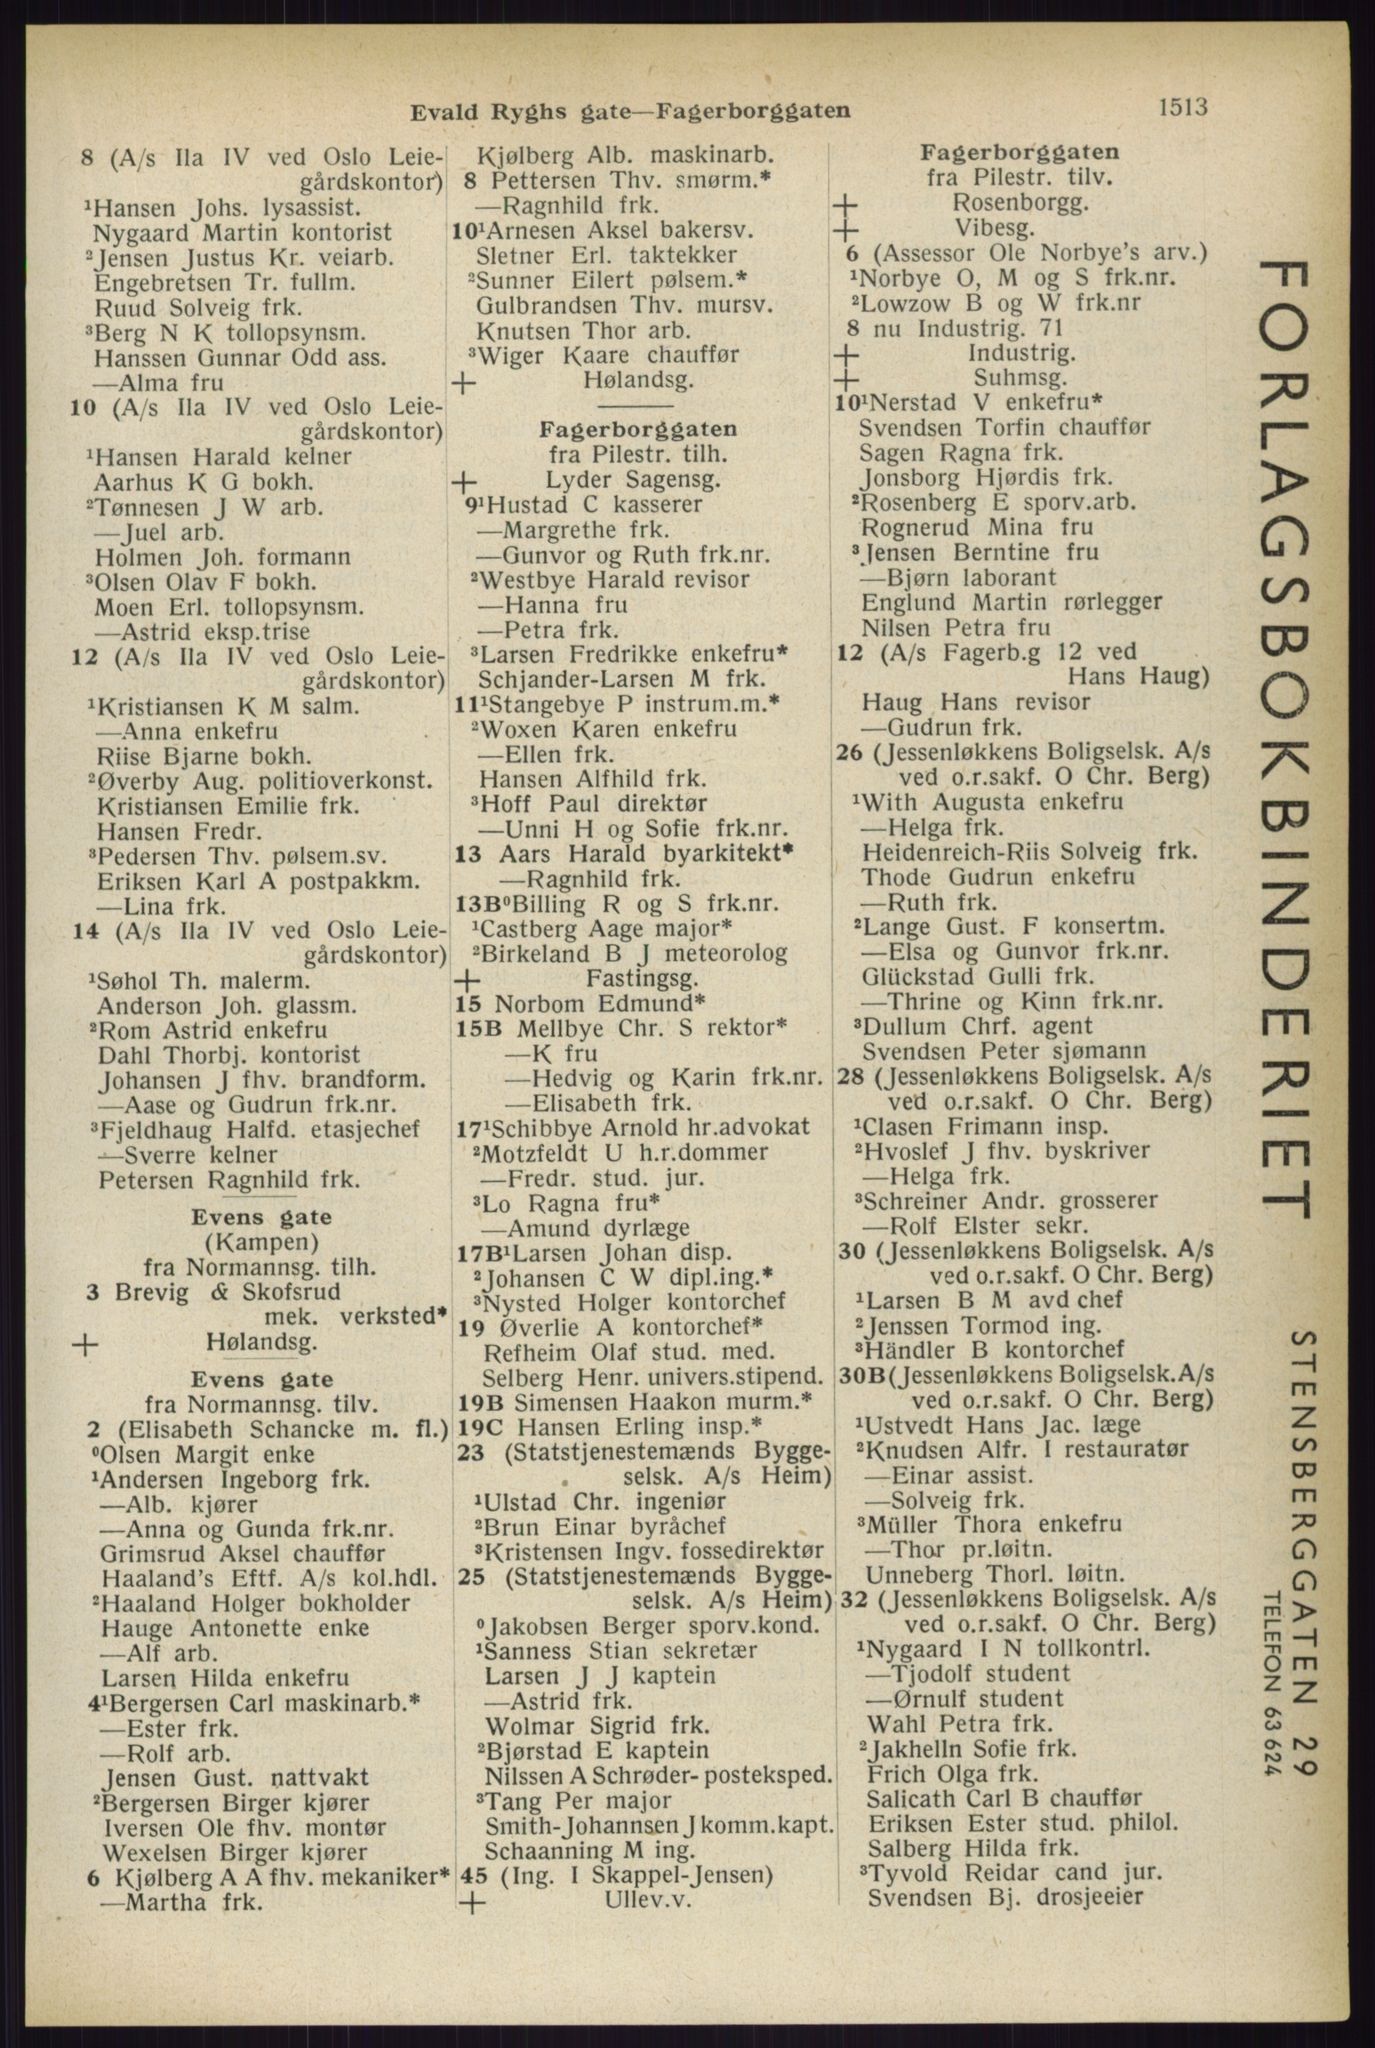 Evald Ryghs gate—Fagerborggaten
1513
8 (A/s Ila IV ved Oslo Leie-
gårdskontor)
¹Hansen Johs. lysassist.
Nygaard Martin kontorist
²Jensen Justus Kr. veiarb.
Engebretsen Tr. fullm.
Ruud Solveig frk.
³Berg N K tollopsynsm.
Hanssen Gunnar Odd ass.
—Alma fru
10 (A/s Ila IV ved Oslo Leie-
gårdskontor)
¹Hansen Harald kelner
Aarhus K G bokh.
²Tønnesen J W arb.
—Juel arb.
Holmen Joh. formann
³Olsen Olav F bokh.
Moen Erl. tollopsynsm.
—Astrid eksp.trise
12 (A/s Ila IV ved Oslo Leie-
gårdskontor)
¹Kristiansen K M salm.
—Anna enkefru
Riise Bjarne bokh.
²Øverby Aug. politioverkonst.
Kristiansen Emilie frk.
Hansen Fredr.
³Pedersen Thv. pølsem.sv.
Eriksen Karl A postpakkm.
—Lina frk.
14 (A/s Ila IV ved Oslo Leie-
gårdskontor)
¹Søhol Th. malerm.
Anderson Joh. glassm.
²Rom Astrid enkefru
Dahl Thorbj. kontorist
Johansen J fhv. brandform.
—Aase og Gudrun frk.nr.
³Fjeldhaug Halfd. etasjechef
—Sverre kelner
Petersen Ragnhild frk.
Evens gate
(Kampen)
fra Normannsg. tilh.
3 Brevig & Skofsrud
mek. verksted*
+ Hølandsg.
Evens gate
fra Normannsg. tilv.
2 (Elisabeth Schancke m. fl.)
⁰Olsen Margit enke
¹Andersen Ingeborg frk.
—Alb. kjører
—Anna og Gunda frk.nr.
Grimsrud Aksel chauffør
Haaland's Eftf. A/s kol.hdl.
²Haaland Holger bokholder
Hauge Antonette enke
—Alf arb.
Larsen Hilda enkefru
4¹Bergersen Carl maskinarb.*
—Ester frk.
—Rolf arb.
Jensen Gust. nattvakt
²Bergersen Birger kjører
Iversen Ole fhv. montør
Wexelsen Birger kjører
6 Kjølberg A A fhv. mekaniker*
—Martha frk.
Kjølberg Alb. maskinarb.
8 Pettersen Thv. smørm.*
—Ragnhild frk.
10¹Arnesen Aksel bakersv.
Sletner Erl. taktekker
²Sunner Eilert pølsem.*
Gulbrandsen Thv. mursv.
Knutsen Thor arb.
³Wiger Kaare chauffør
+ Hølandsg.
Fagerborggaten
fra Pilestr. tilh.
+ Lyder Sagensg.
9¹Hustad C kasserer
—Margrethe frk.
—Gunvor og Ruth frk.nr.
²Westbye Harald revisor
—Hanna fru
—Petra frk.
³Larsen Fredrikke enkefru*
Schjander-Larsen M frk.
11¹Stangebye P instrum.m.*
²Woxen Karen enkefru
—Ellen frk.
Hansen Alfhild frk.
³Hoff Paul direktør
—Unni H og Sofie frk.nr.
13 Aars Harald byarkitekt*
—Ragnhild frk.
13B⁰Billing R og S frk.nr.
¹Castberg Aage major*
²Birkeland B J meteorolog
+ Fastingsg.
15 Norbom Edmund*
15B Mellbye Chr. S rektor*
—K fru
—Hedvig og Karin frk.nr.
—Elisabeth frk.
17¹Schibbye Arnold hr.advokat
²Motzfeldt U h.r.dommer
—Fredr. stud. jur.
³Lo Ragna fru*
—Amund dyrlæge
17B¹Larsen Johan disp.
²Johansen C W dipl.ing.*
³Nysted Holger kontorchef
19 Øverlie A kontorchef*
Refheim Olaf stud. med.
Selberg Henr. univers.stipend.
19B Simensen Haakon murm.*
19C Hansen Erling insp.*
23 (Statstjenestemænds Bygge-
selsk. A/s Heim)
¹Ulstad Chr. ingeniør
²Brun Einar byråchef
³Kristensen Ingv. fossedirektør
25 (Statstjenestemænds Bygge-
selsk. A/s Heim)
⁰Jakobsen Berger sporv.kond.
¹Sanness Stian sekretær
Larsen J J kaptein
—Astrid frk.
Wolmar Sigrid frk.
²Bjørstad E kaptein
Nilssen A Schrøder- posteksped.
³Tang Per major
Smith-Johannsen J komm.kapt.
Schaanning M ing.
45 (Ing. I Skappel-Jensen)
+ Ullev.v.
Fagerborggaten
fra Pilestr. tilv.
+ Rosenborgg.
+ Vibesg.
6 (Assessor Ole Norbye's arv.)
¹Norbye O, M og S frk.nr.
²Lowzow B og W frk.nr
8 nu Industrig. 71
+ Industrig.
+ Suhmsg.
10¹Nerstad V enkefru*
Svendsen Torfin chauffør
Sagen Ragna frk.
Jonsborg Hjørdis frk.
²Rosenberg E sporv.arb.
Rognerud Mina fru
³Jensen Berntine fru
—Bjørn laborant
Englund Martin rørlegger
Nilsen Petra fru
12 (A/s Fagerb.g 12 ved
Hans Haug)
Haug Hans revisor
—Gudrun frk.
26 (Jessenløkkens Boligselsk. A/s
ved o.r.sakf. O Chr. Berg)
¹With Augusta enkefru
—Helga frk.
Heidenreich-Riis Solveig frk.
Thode Gudrun enkefru
—Ruth frk.
²Lange Gust. F konsertm.
—Elsa og Gunvor frk.nr.
Glückstad Gulli frk.
—Thrine og Kinn frk.nr.
³Dullum Chrf. agent
Svendsen Peter sjømann
28 (Jessenløkkens Boligselsk. A/s
ved o.r.sakf. O Chr. Berg)
¹Clasen Frimann insp.
²Hvoslef J fhv. byskriver
—Helga frk.
³Schreiner Andr. grosserer
—Rolf Elster sekr.
30 (Jessenløkkens Boligselsk. A/s
ved o.r.sakf. O Chr. Berg)
¹Larsen B M avd chef
²Jenssen Tormod ing.
³Händler B kontorchef
30B (Jessenløkkens Boligselsk. A/s
ved o.r.sakf. O Chr. Berg)
¹Ustvedt Hans Jac. læge
²Knudsen Alfr. I restauratør
—Einar assist.
—Solveig frk.
³Müller Thora enkefru
—Thor pr.løitn.
Unneberg Thorl. løitn.
32 (Jessenløkkens Boligselsk. A/s
ved o.r.sakf. O Chr. Berg)
¹Nygaard I N tollkontrl.
—Tjodolf student
—Ørnulf student
Wahl Petra frk.
²Jakhelln Sofie frk.
Frich Olga frk.
Salicath Carl B chauffør
Eriksen Ester stud. philol.
Salberg Hilda frk.
³Tyvold Reidar cand jur.
Svendsen Bj. drosjeeier
FORLAGSBOKBINDERIET
STENSBERGGATEN 29
TELEFON 63 624